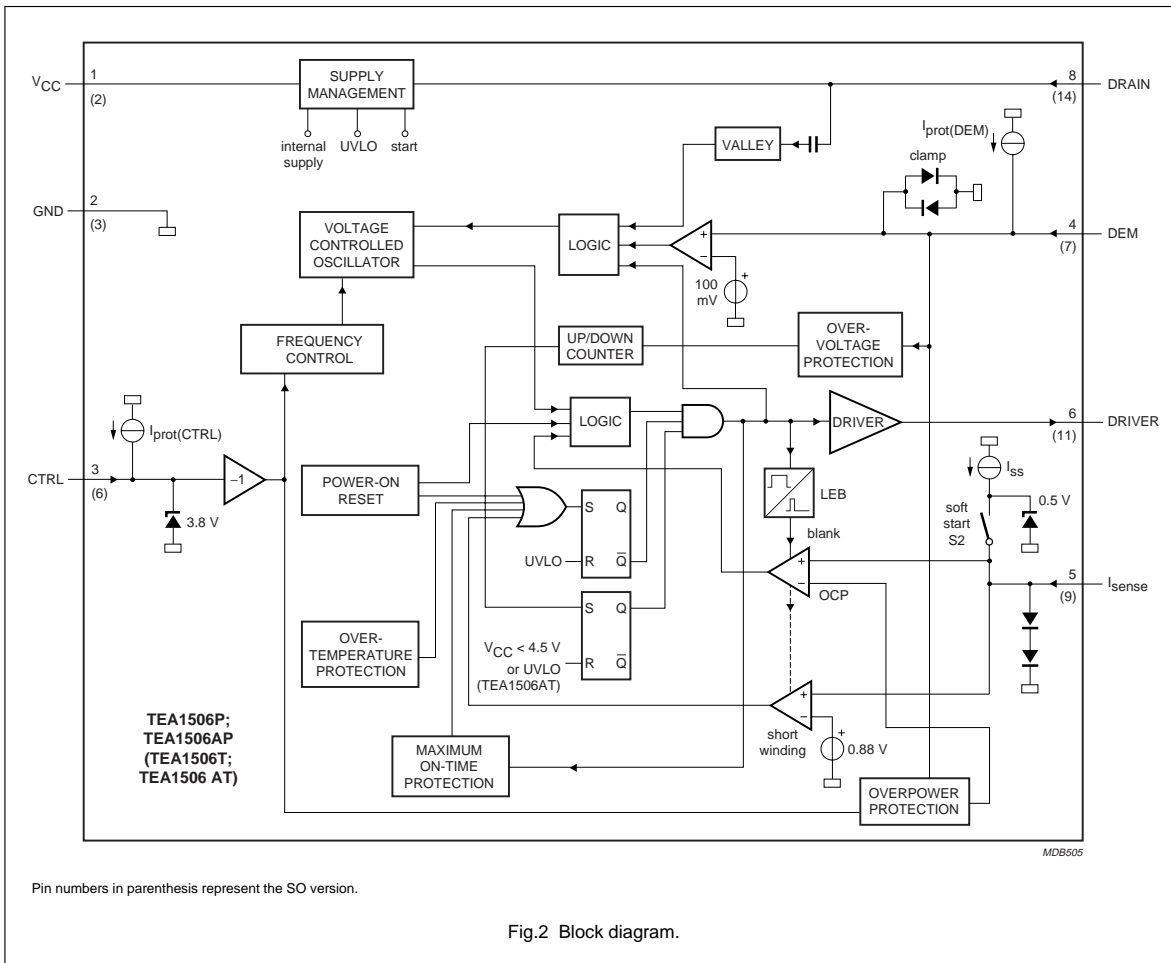 VCC
1
(2)
SUPPLY
MANAGEMENT
internal
supply
UVLO
start
8
(14)
DRAIN
VALLEY
Iprot(DEM)
clamp
GND
2
(3)
VOLTAGE
CONTROLLED
OSCILLATOR
LOGIC
+
−
100
mV
+
4
(7)
DEM
FREQUENCY
CONTROL
UP/DOWN
COUNTER
OVER-
VOLTAGE
PROTECTION
Iprot(CTRL)
LOGIC
DRIVER
6
(11)
DRIVER
CTRL
3
(6)
−1
3.8 V
POWER-ON
RESET
LEB
blank
Iss
0.5 V
soft
start
S2
S
Q
UVLO
R
Q
+
−
OCP
5
(9)
Isense
OVER-
TEMPERATURE
PROTECTION
S
Q
VCC < 4.5 V
or UVLO
(TEA1506AT)
R
Q
+
−
short
winding
+
0.88 V
TEA1506P;
TEA1506AP
(TEA1506T;
TEA1506 AT)
MAXIMUM
ON-TIME
PROTECTION
OVERPOWER
PROTECTION
MDB505
Pin numbers in parenthesis represent the SO version.
Fig.2 Block diagram.